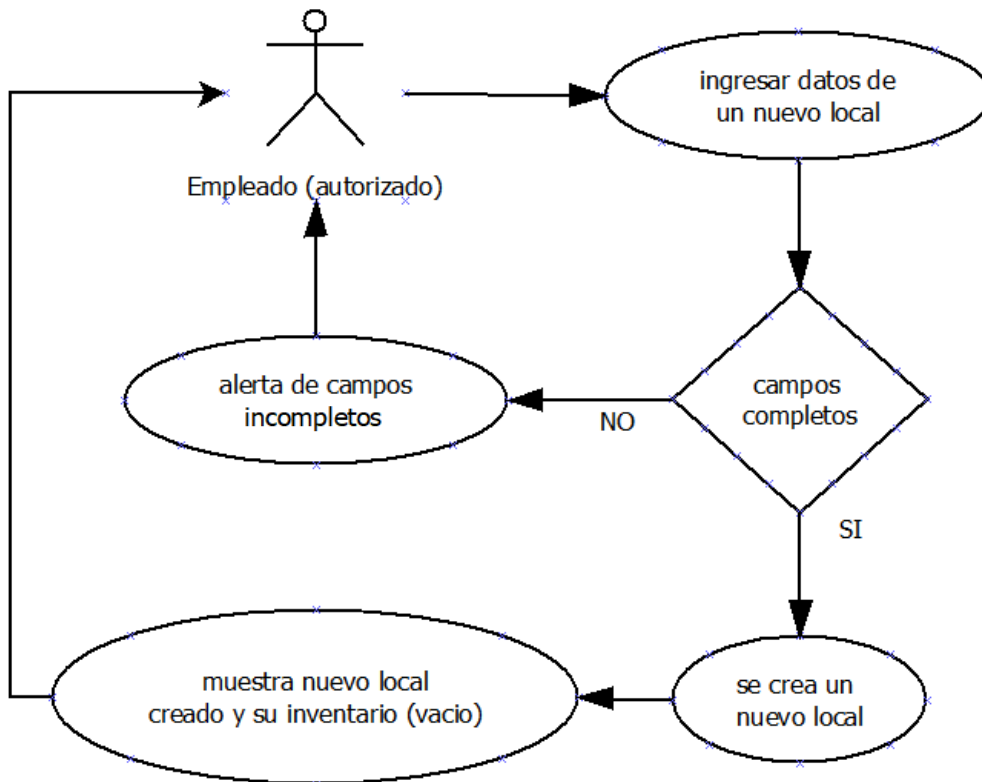 ingresar datos de
un nuevo local
Empleado (autorizado)
alerta de campos
incompletos
NO
campos
completos
SI
muestra nuevo local
creado y su inventario (vacio)
se crea un
nuevo local